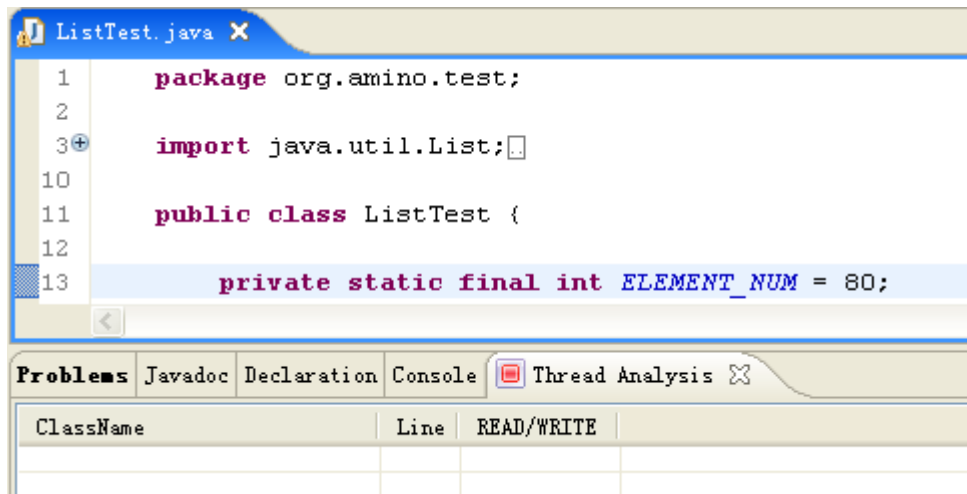 ListTest.java
1 package org.amino.test;
2
3 import java.util.List;
10
11 public class ListTest {
12
13 private static final int ELEMENT_NUM = 80;
Problems Javadoc Declaration Console Thread Analysis
ClassName Line READ/WRITE